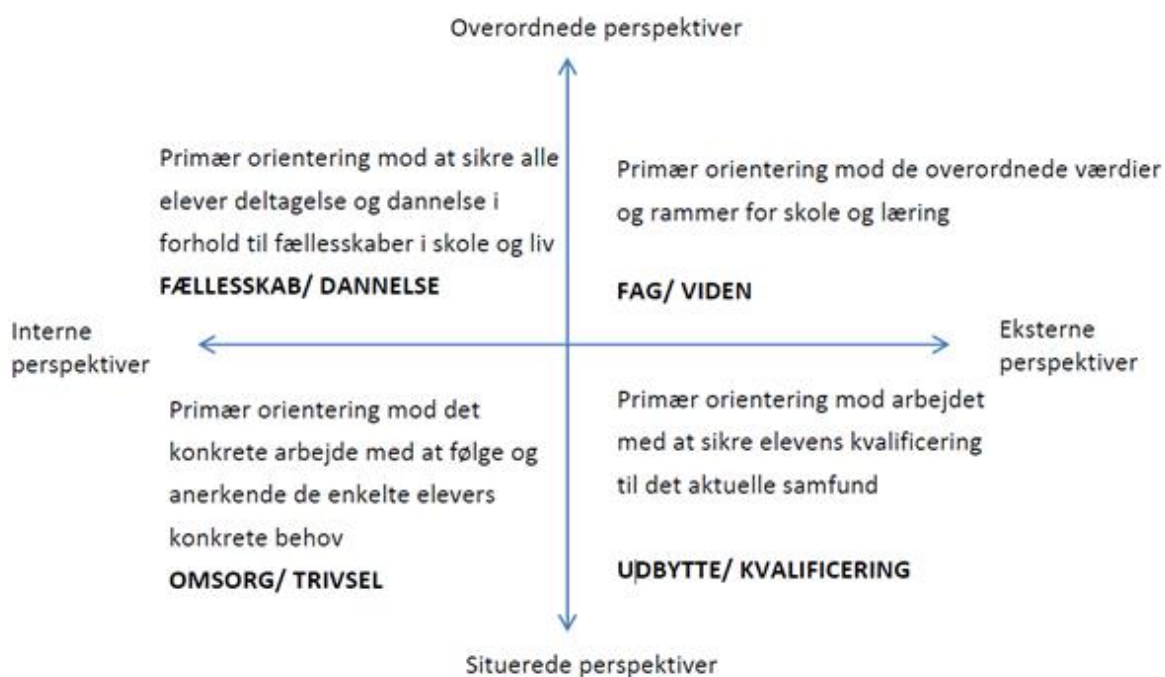 Overordnede perspektiver
Primær orientering mod at sikre alle
elever deltagelse og dannelse i
forhold til fællesskaber i skole og liv
FÆLLESSKAB/ DANNELSE
Primær orientering mod de overordnede værdier
og rammer for skole og læring
FAG/ VIDEN
Interne
perspektiver
Eksterne
perspektiver
Primær orientering mod det
konkrete arbejde med at følge og
anerkende de enkelte elevers
konkrete behov
OMSORG/ TRIVSEL
Primær orientering mod arbejdet
med at sikre elevens kvalificering
til det aktuelle samfund
UDBYTTE/ KVALIFICERING
Situerede perspektiver